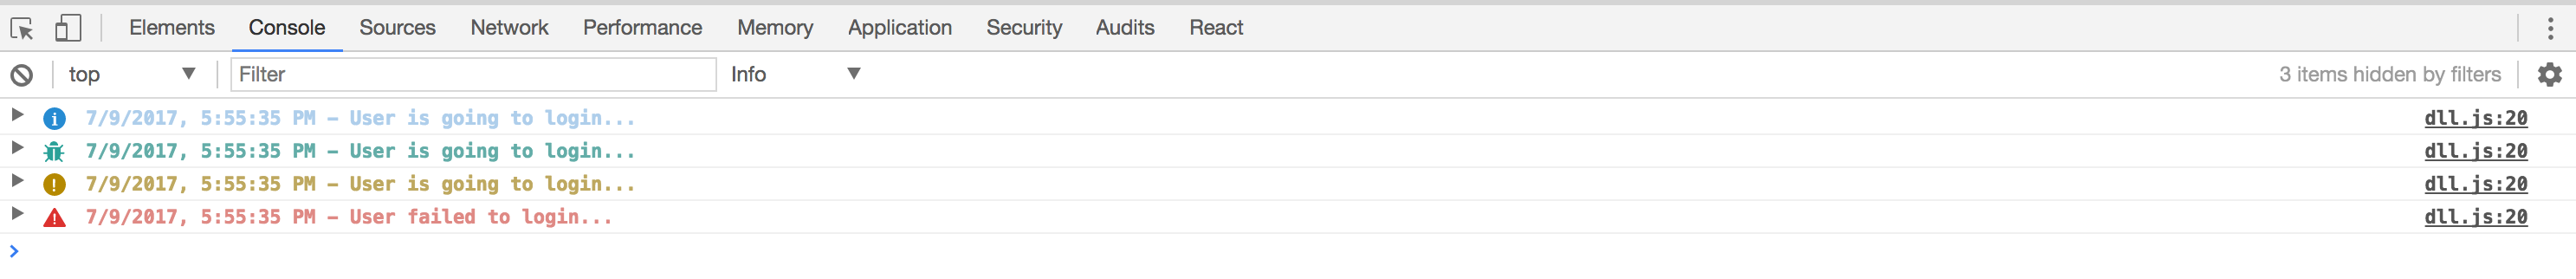 Elements Console Sources Network Performance Memory Application Security Audits React
top Filter Info 3 items hidden by filters
7/9/2017, 5:55:35 PM – User is going to login... dll.js:20
7/9/2017, 5:55:35 PM – User is going to login... dll.js:20
7/9/2017, 5:55:35 PM – User is going to login... dll.js:20
7/9/2017, 5:55:35 PM – User failed to login... dll.js:20